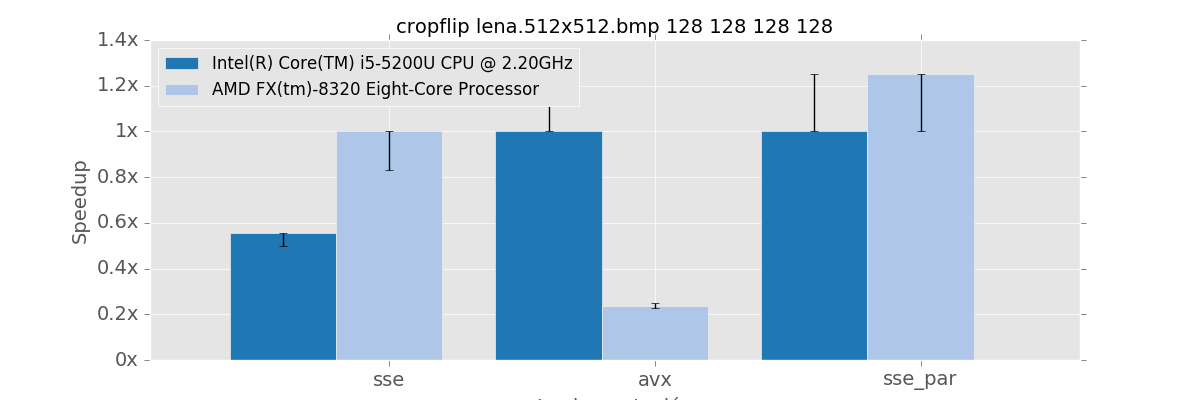 cropflip lena.512x512.bmp 128 128 128 128
1.4x
1.2x
1x
0.8x
0.6x
0.4x
0.2x
0x
Speedup
Intel(R) Core(TM) i5-5200U CPU @ 2.20GHz
AMD FX(tm)-8320 Eight-Core Processor
sse
avx
sse_par